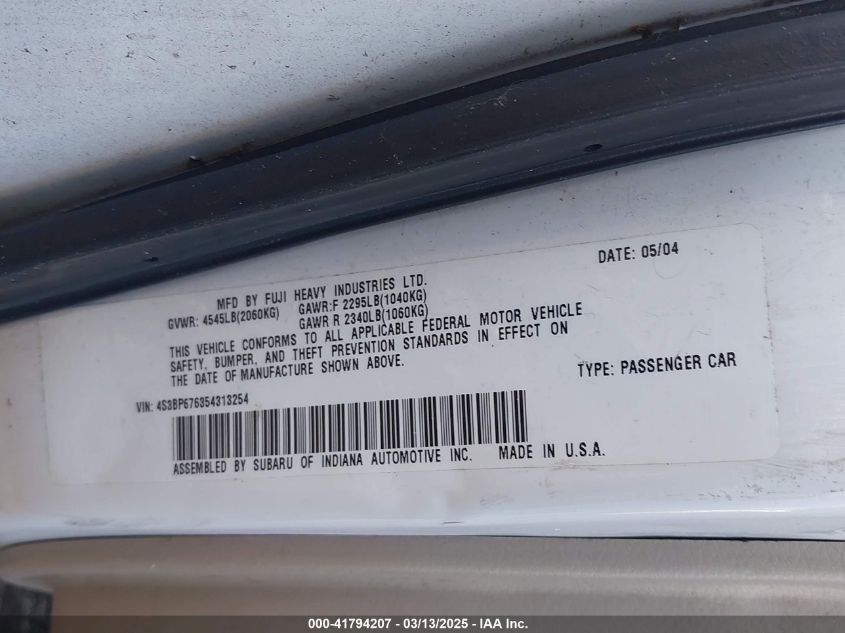 DATE: 05/04
MFD BY FUJI HEAVY INDUSTRIES LTD.
GVWR: 4545LB(2060KG) GAWR:F 2295LB(1040KG)
GAWR R 2340LB(1060KG)
THIS VEHICLE CONFORMS TO ALL APPLICABLE FEDERAL MOTOR VEHICLE
SAFETY, BUMPER, AND THEFT PREVENTION STANDARDS IN EFFECT ON
THE DATE OF MANUFACTURE SHOWN ABOVE.
TYPE: PASSENGER CAR
VIN: 4S3BP676354313254
ASSEMBLED BY SUBARU OF INDIANA AUTOMOTIVE INC. MADE IN U.S.A.
000-41794207 - 03/13/2025 - IAA Inc.